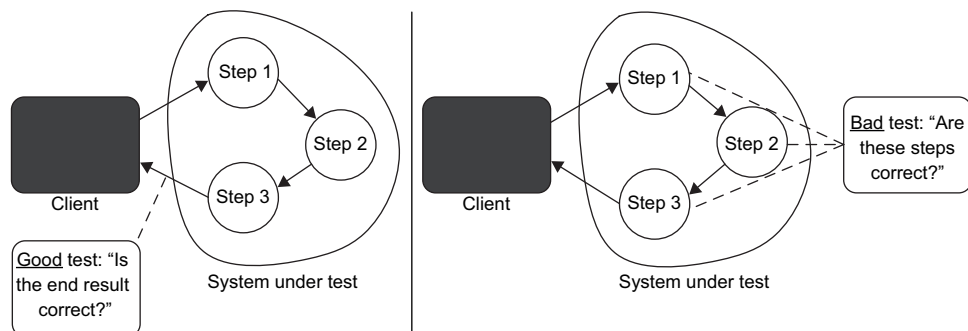 Step 1
Step 2
Step 3
Client
Good test: “Is
the end result
correct?”
System under test
Step 1
Step 2
Step 3
Client
Bad test: “Are
these steps
correct?”
System under test